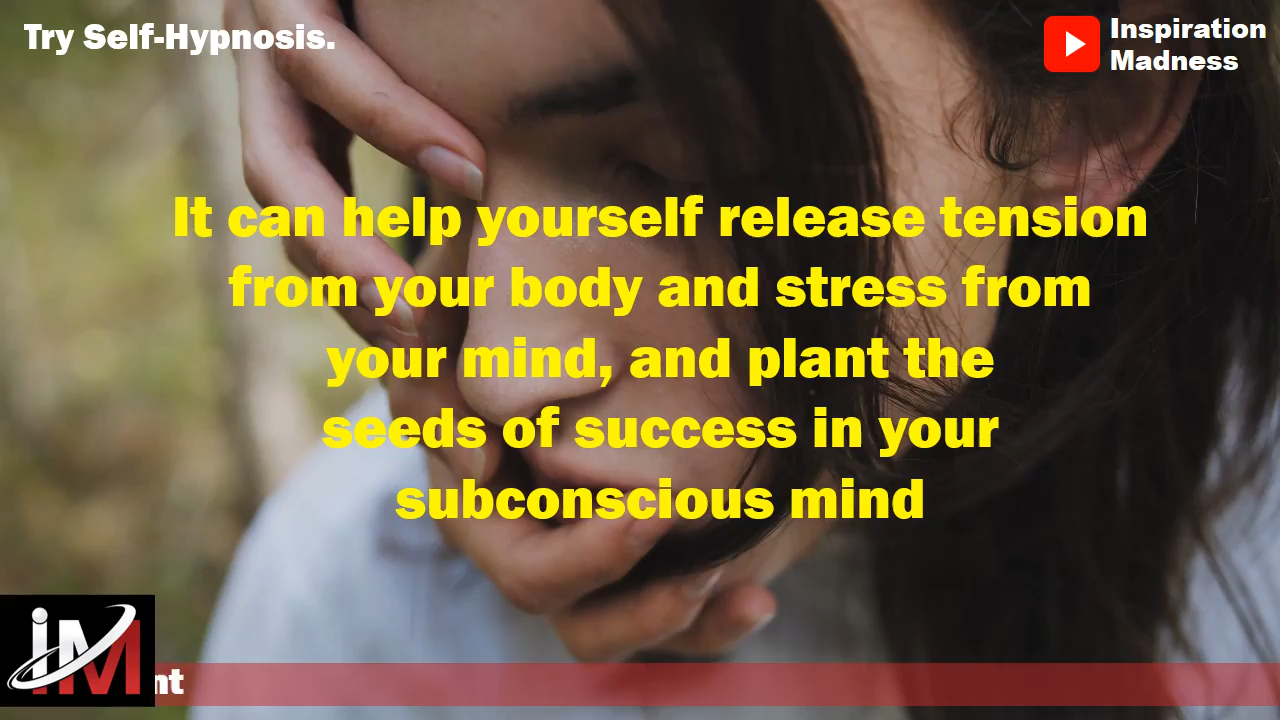 Try Self-Hypnosis.
Inspiration
Madness
It can help yourself release tension
from your body and stress from
your mind, and plant the
seeds of success in your
subconscious mind
iM